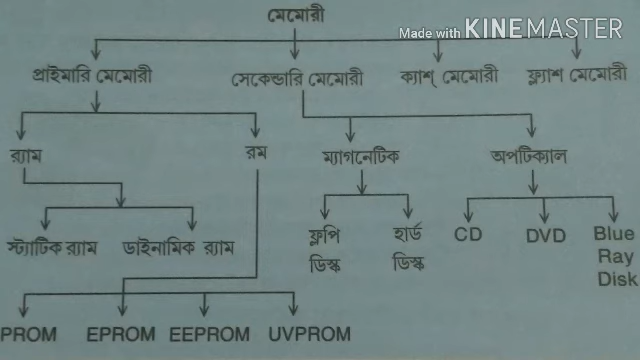 মেমোরী
Made with KINEMASTER
প্রাইমারি মেমোরী সেকেন্ডারি মেমোরী ক্যাশ্ মেমোরী ফ্ল্যাশ মেমোরী
র‍্যাম রম ম্যাগনেটিক অপটিক্যাল
স্ট্যাটিক র‍্যাম ডাইনামিক র‍্যাম ফ্লপি ডিস্ক হার্ড ডিস্ক CD DVD Blue Ray Disk
PROM EPROM EEPROM UVPROM